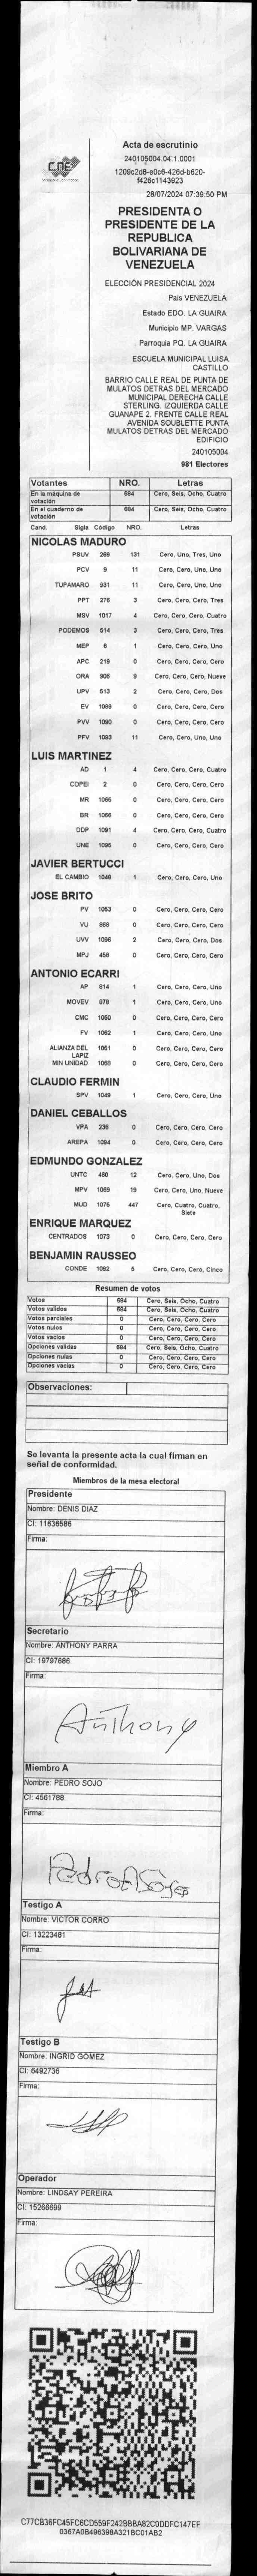 CNE
Acta de escrutinio
240105004.04.1.0001
1209c2d8-e0c6-426d-b620-
f426c1143923
28/07/2024 07:39:50 PM
PRESIDENTA O
PRESIDENTE DE LA
REPUBLICA
BOLIVARIANA DE
VENEZUELA
ELECCIÓN PRESIDENCIAL 2024
País VENEZUELA
Estado EDO. LA GUAIRA
Municipio MP. VARGAS
Parroquia PQ. LA GUAIRA
ESCUELA MUNICIPAL LUISA
CASTILLO
BARRIO CALLE REAL DE PUNTA DE
MULATOS DETRAS DEL MERCADO
MUNICIPAL DERECHA CALLE
STERLING. IZQUIERDA CALLE
GUANAPE 2. FRENTE CALLE REAL
AVENIDA SOUBLETTE PUNTA
MULATOS DETRAS DEL MERCADO
EDIFICIO
240105004
981 Electores
Votantes NRO. Letras
En la máquina de votación 684 Cero, Seis, Ocho, Cuatro
En el cuaderno de votación 684 Cero, Seis, Ocho, Cuatro
Cand. Sigla Código NRO. Letras
NICOLAS MADURO
PSUV 269 131 Cero, Uno, Tres, Uno
PCV 9 11 Cero, Cero, Uno, Uno
TUPAMARO 931 11 Cero, Cero, Uno, Uno
PPT 276 3 Cero, Cero, Cero, Tres
MSV 1017 4 Cero, Cero, Cero, Cuatro
PODEMOS 614 3 Cero, Cero, Cero, Tres
MEP 6 1 Cero, Cero, Cero, Uno
APC 219 0 Cero, Cero, Cero, Cero
ORA 906 9 Cero, Cero, Cero, Nueve
UPV 513 2 Cero, Cero, Cero, Dos
EV 1089 0 Cero, Cero, Cero, Cero
PVV 1090 0 Cero, Cero, Cero, Cero
PFV 1093 11 Cero, Cero, Uno, Uno
LUIS MARTINEZ
AD 1 4 Cero, Cero, Cero, Cuatro
COPEI 2 0 Cero, Cero, Cero, Cero
MR 1065 0 Cero, Cero, Cero, Cero
BR 1066 0 Cero, Cero, Cero, Cero
DDP 1091 4 Cero, Cero, Cero, Cuatro
UNE 1095 0 Cero, Cero, Cero, Cero
JAVIER BERTUCCI
EL CAMBIO 1048 1 Cero, Cero, Cero, Uno
JOSE BRITO
PV 1053 0 Cero, Cero, Cero, Cero
VU 868 0 Cero, Cero, Cero, Cero
UVV 1096 2 Cero, Cero, Cero, Dos
MPJ 458 0 Cero, Cero, Cero, Cero
ANTONIO ECARRI
AP 814 1 Cero, Cero, Cero, Uno
MOVEV 879 1 Cero, Cero, Cero, Uno
CMC 1050 0 Cero, Cero, Cero, Cero
FV 1062 1 Cero, Cero, Cero, Uno
ALIANZA DEL LAPIZ 1051 0 Cero, Cero, Cero, Cero
MIN UNIDAD 1068 0 Cero, Cero, Cero, Cero
CLAUDIO FERMIN
SPV 1049 1 Cero, Cero, Cero, Uno
DANIEL CEBALLOS
VPA 236 0 Cero, Cero, Cero, Cero
AREPA 1094 0 Cero, Cero, Cero, Cero
EDMUNDO GONZALEZ
UNTC 460 12 Cero, Cero, Uno, Dos
MPV 1069 19 Cero, Cero, Uno, Nueve
MUD 1075 447 Cero, Cuatro, Cuatro, Siete
ENRIQUE MARQUEZ
CENTRADOS 1073 0 Cero, Cero, Cero, Cero
BENJAMIN RAUSSEO
CONDE 1092 5 Cero, Cero, Cero, Cinco
Resumen de votos
Votos 684 Cero, Seis, Ocho, Cuatro
Votos validos 684 Cero, Seis, Ocho, Cuatro
Votos parciales 0 Cero, Cero, Cero, Cero
Votos nulos 0 Cero, Cero, Cero, Cero
Votos vacios 0 Cero, Cero, Cero, Cero
Opciones validas 684 Cero, Seis, Ocho, Cuatro
Opciones nulas 0 Cero, Cero, Cero, Cero
Opciones vacias 0 Cero, Cero, Cero, Cero
Observaciones:
Se levanta la presente acta la cual firman en
señal de conformidad.
Miembros de la mesa electoral
Presidente
Nombre: DENIS DIAZ
CI: 11636586
Firma:
Secretario
Nombre: ANTHONY PARRA
CI: 19797686
Firma:
Anthony
Miembro A
Nombre: PEDRO SOJO
CI: 4561788
Firma:
Pedro A Sojo
Testigo A
Nombre: VICTOR CORRO
CI: 13223481
Firma:
Testigo B
Nombre: INGRID GOMEZ
CI: 6492736
Firma:
Operador
Nombre: LINDSAY PEREIRA
CI: 15266699
Firma:
C77CB36FC45FC6CD559F242BBBA82C0DDFC147EF
0367A0B496398A321BC01AB2